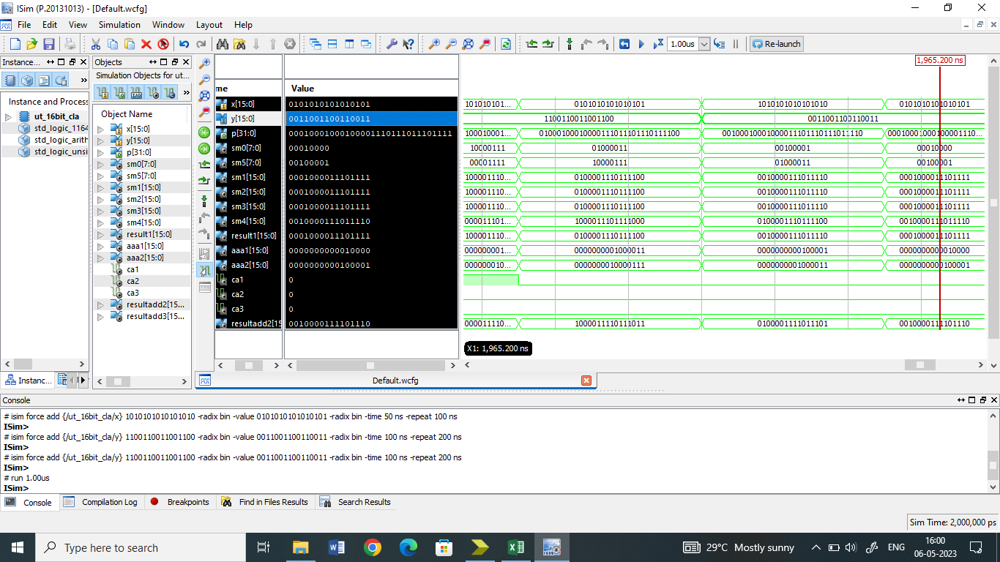 ISim (P.20131013) - [Default.wcfg]
File Edit View Simulation Window Layout Help
1.00us Re-launch
Instance... Objects
Simulation Objects for ut...
Instance and Process
ut_16bit_cla
std_logic_1164
std_logic_arith
std_logic_unsi
Object Name
x[15:0]
y[15:0]
p[31:0]
sm0[7:0]
sm5[7:0]
sm1[15:0]
sm2[15:0]
sm3[15:0]
sm4[15:0]
result1[15:0]
aaa1[15:0]
aaa2[15:0]
ca1
ca2
ca3
resultadd2[15...
resultadd3[15...
me Value
1,965.200 ns
x[15:0] 0101010101010101 101010101... 0101010101010101 1010101010101010 0101010101010101
y[15:0] 0011001100110011 1100110011001100 0011001100110011
p[31:0] 00010001000100001110111011101111 100010001... 01000100010000111011101110111100 00100010001000011101110111011110 00010001000100001110...
sm0[7:0] 00010000 10000111 01000011 00100001 00010000
sm5[7:0] 00100001 00001111 10000111 01000011 00100001
sm1[15:0] 0001000011101111 100001110... 0100001110111100 0010000111011110 0001000011101111
sm2[15:0] 0001000011101111 100001110... 0100001110111100 0010000111011110 0001000011101111
sm3[15:0] 0001000011101111 100001110... 0100001110111100 0010000111011110 0001000011101111
sm4[15:0] 0010000111011110 000011101... 1000011101111000 0100001110111100 0010000111011110
result1[15:0] 0001000011101111 100001110... 0100001110111100 0010000111011110 0001000011101111
aaa1[15:0] 0000000000010000 000000001... 0000000001000011 0000000000100001 0000000000010000
aaa2[15:0] 0000000000100001 000000010... 0000000010000111 0000000001000011 0000000000100001
ca1 0
ca2 0
ca3 0
resultadd2[15 0010000111101110 000011110... 1000011110111011 0100001111011101 0010000111101110
X1: 1,965.200 ns
Instanc... Default.wcfg
Console
# isim force add {/ut_16bit_cla/x} 1010101010101010 -radix bin -value 0101010101010101 -radix bin -time 50 ns -repeat 100 ns
ISim>
# isim force add {/ut_16bit_cla/y} 1100110011001100 -radix bin -value 0011001100110011 -radix bin -time 100 ns -repeat 200 ns
ISim>
# isim force add {/ut_16bit_cla/y} 1100110011001100 -radix bin -value 0011001100110011 -radix bin -time 100 ns -repeat 200 ns
ISim>
# run 1.00us
ISim>
Console Compilation Log Breakpoints Find in Files Results Search Results
Sim Time: 2,000,000 ps
Type here to search
29°C Mostly sunny ENG 16:00
06-05-2023